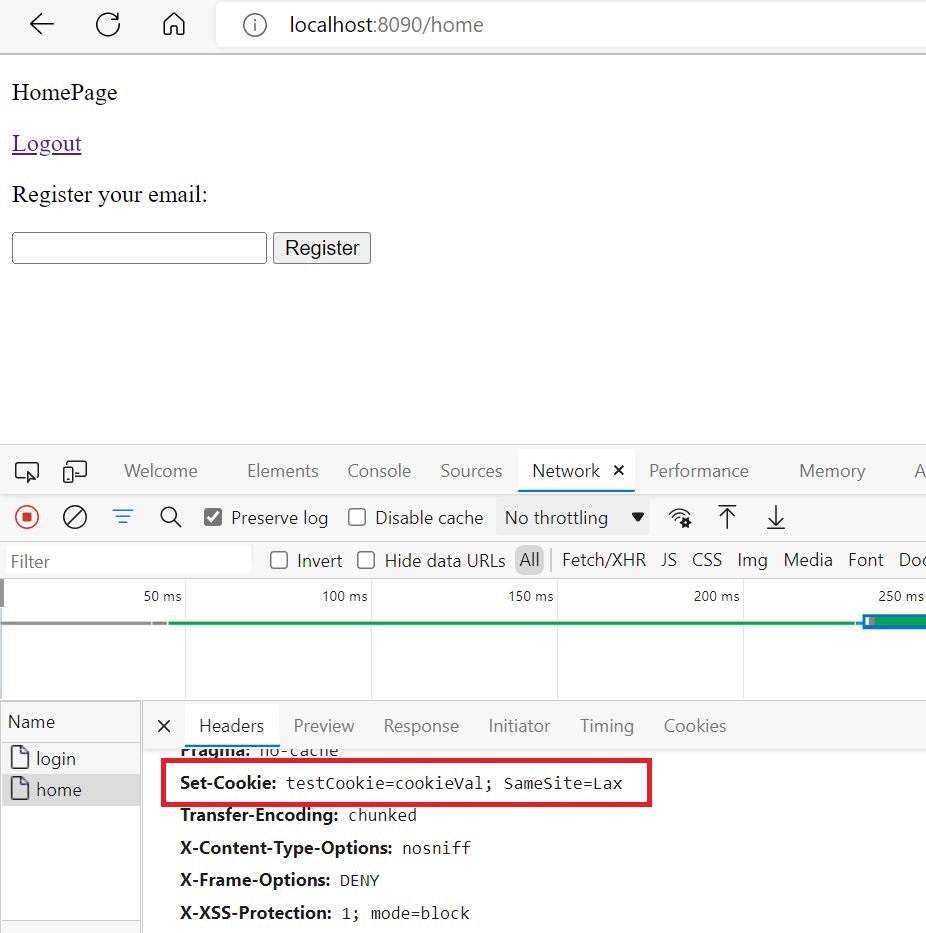 localhost:8090/home
HomePage
Logout
Register your email:
Register
Welcome Elements Console Sources Network Performance Memory A
Preserve log Disable cache No throttling
Filter Invert Hide data URLs All Fetch/XHR JS CSS Img Media Font Doc
50 ms 100 ms 150 ms 200 ms 250 ms
Name Headers Preview Response Initiator Timing Cookies
Pragma: no-cache
login
Set-Cookie: testCookie=cookieVal; SameSite=Lax
home
Transfer-Encoding: chunked
X-Content-Type-Options: nosniff
X-Frame-Options: DENY
X-XSS-Protection: 1; mode=block